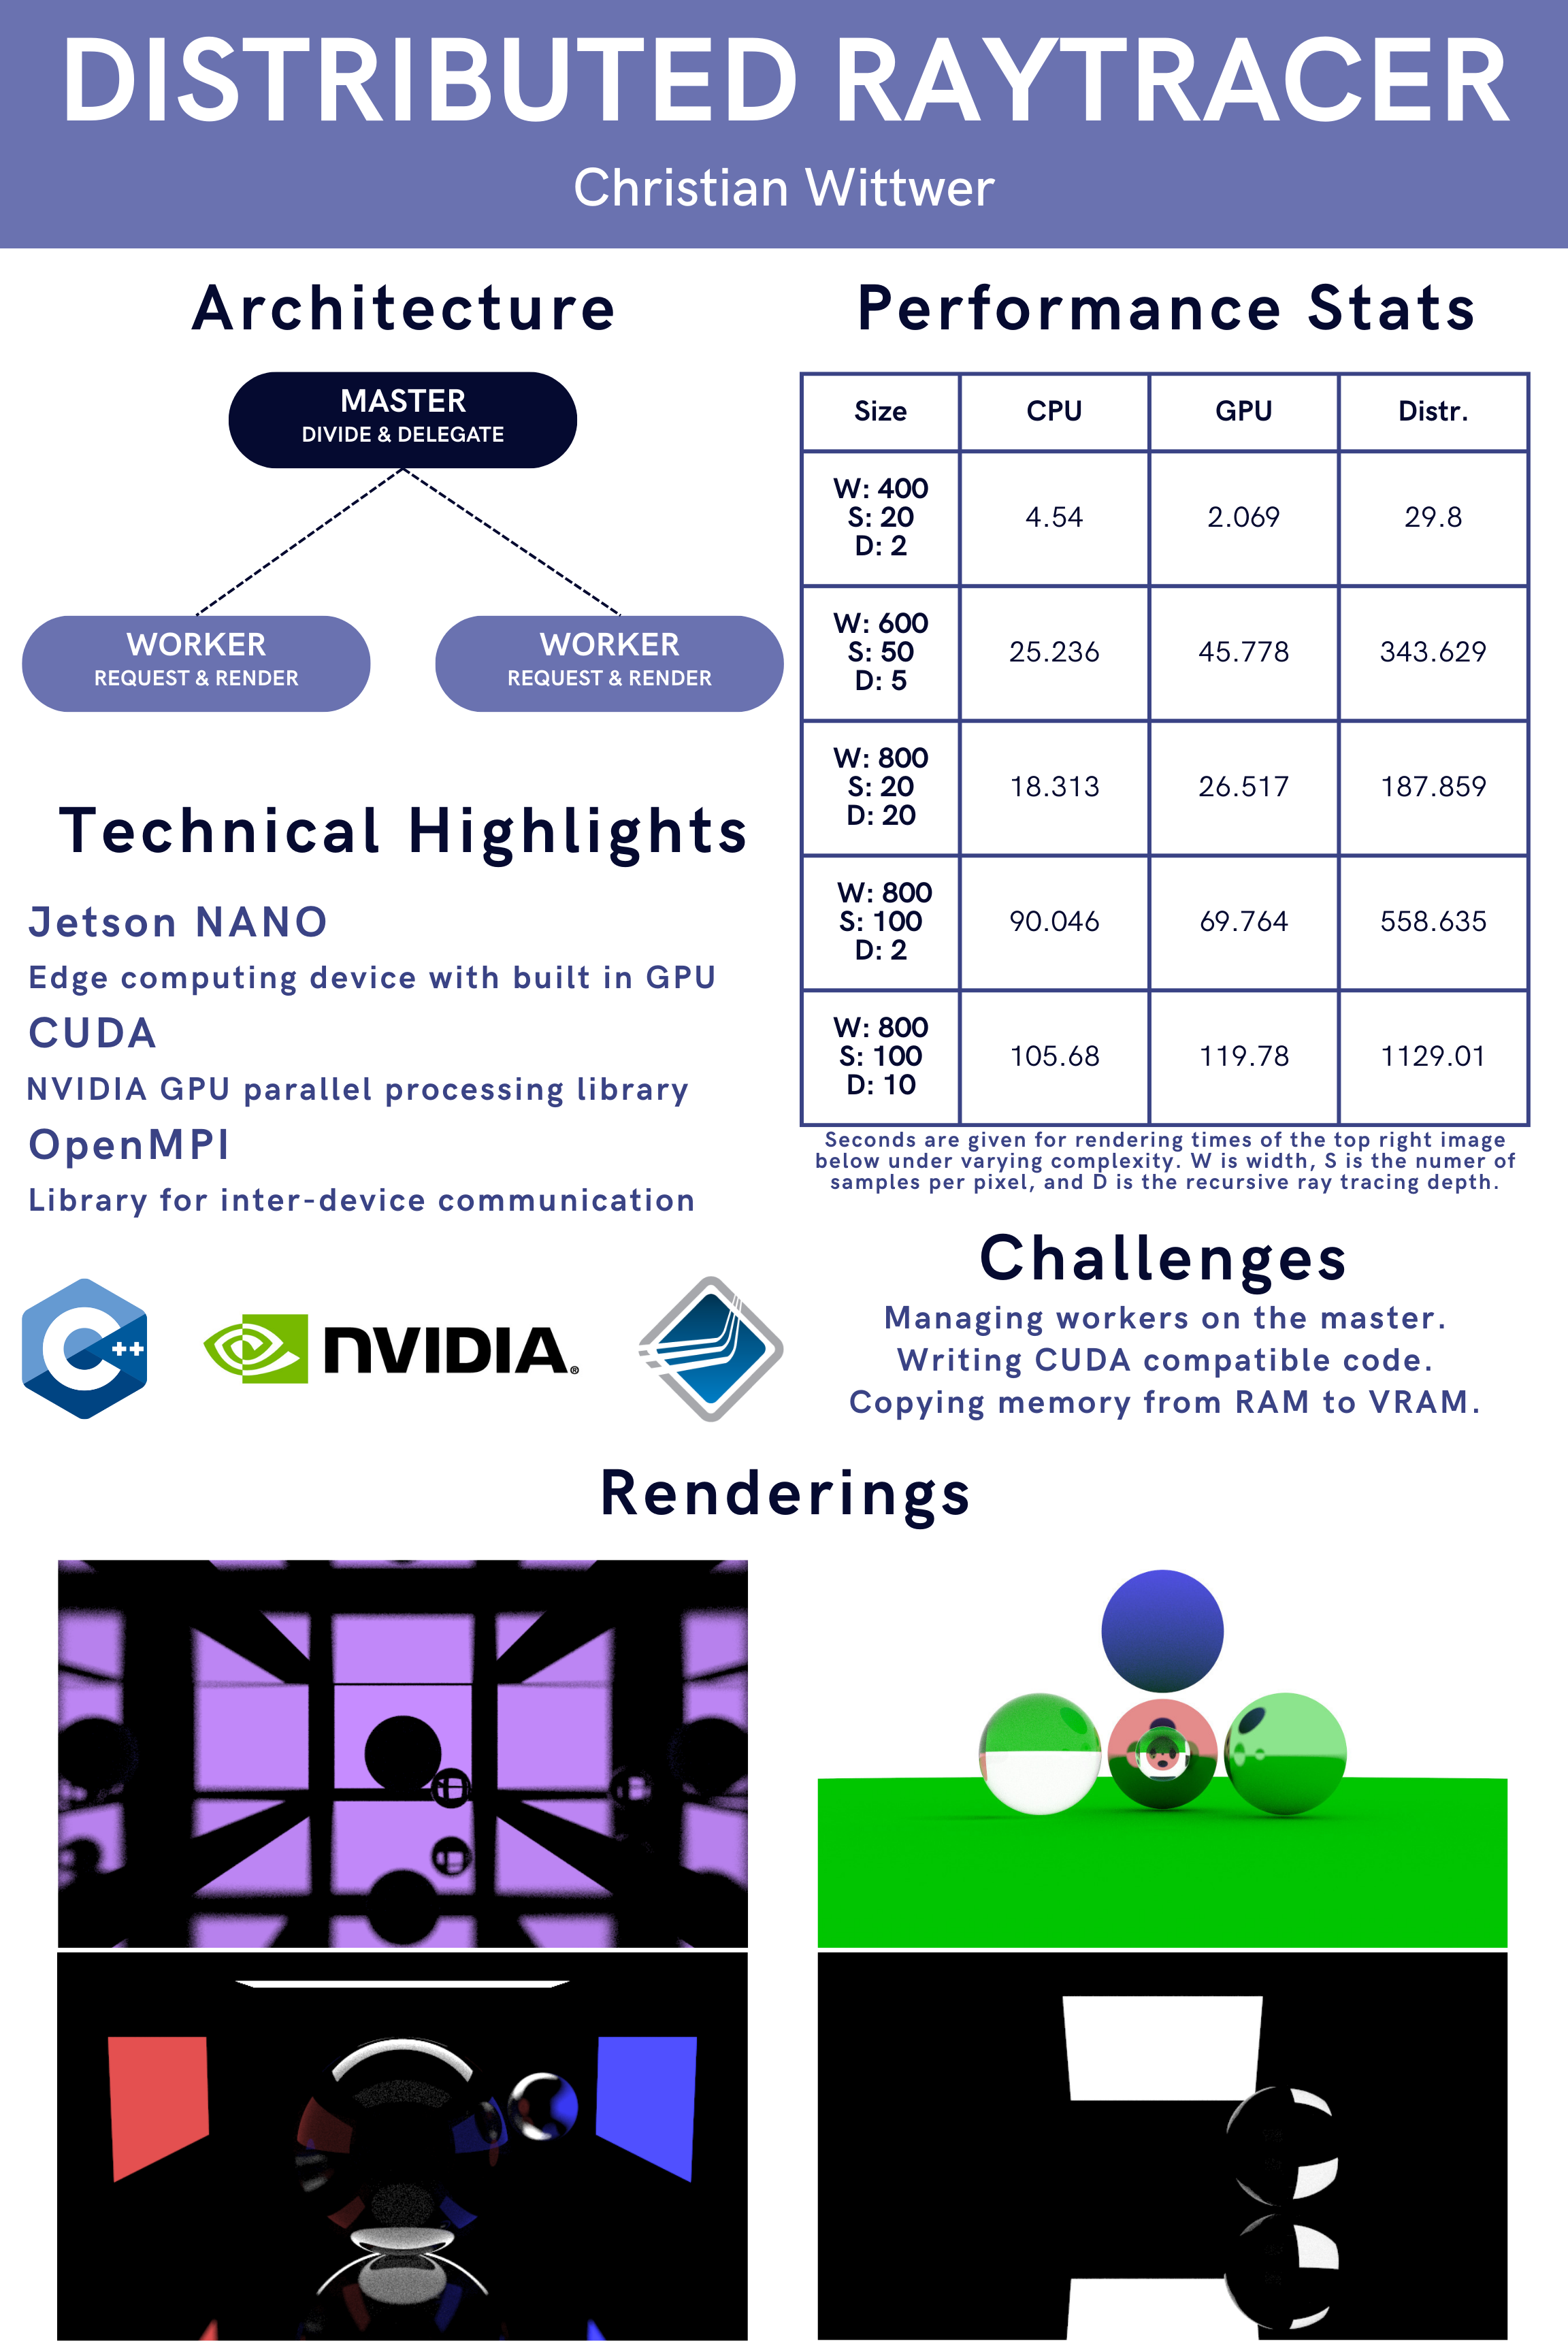 DISTRIBUTED RAYTRACER
Christian Wittwer
Architecture
MASTER
DIVIDE & DELEGATE
WORKER
REQUEST & RENDER
WORKER
REQUEST & RENDER
Technical Highlights
Jetson NANO
Edge computing device with built in GPU
CUDA
NVIDIA GPU parallel processing library
OpenMPI
Library for inter-device communication
C++
NVIDIA®
Performance Stats
Size CPU GPU Distr.
W: 400
S: 20
D: 2
4.54 2.069 29.8
W: 600
S: 50
D: 5
25.236 45.778 343.629
W: 800
S: 20
D: 20
18.313 26.517 187.859
W: 800
S: 100
D: 2
90.046 69.764 558.635
W: 800
S: 100
D: 10
105.68 119.78 1129.01
Seconds are given for rendering times of the top right image
below under varying complexity. W is width, S is the numer of
samples per pixel, and D is the recursive ray tracing depth.
Challenges
Managing workers on the master.
Writing CUDA compatible code.
Copying memory from RAM to VRAM.
Renderings